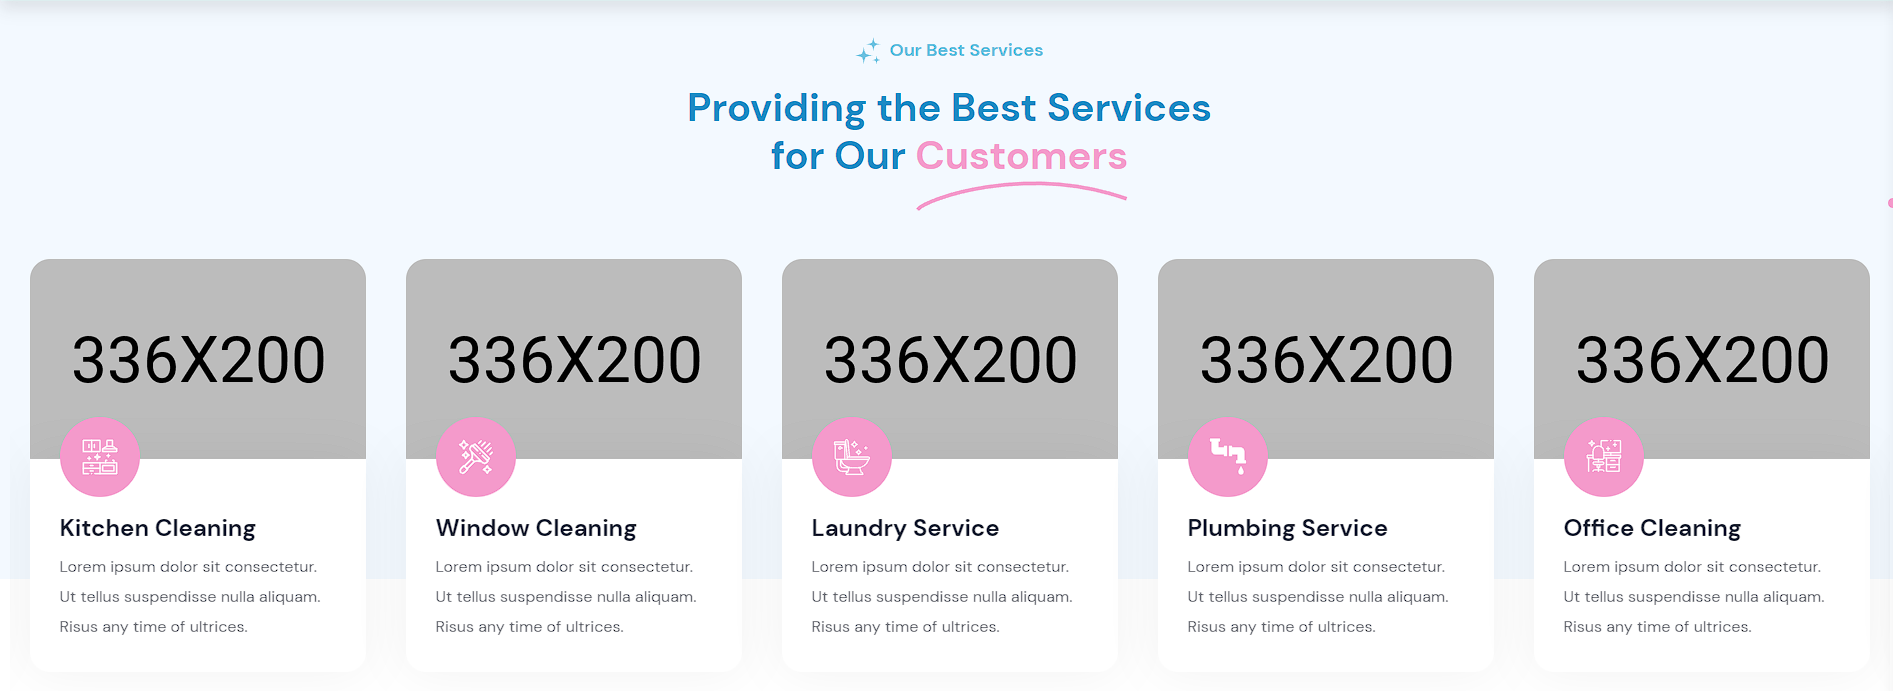 Our Best Services
Providing the Best Services
for Our Customers
336X200
336X200
336X200
336X200
336X200
Kitchen Cleaning
Lorem ipsum dolor sit consectetur.
Ut tellus suspendisse nulla aliquam.
Risus any time of ultrices.
Window Cleaning
Lorem ipsum dolor sit consectetur.
Ut tellus suspendisse nulla aliquam.
Risus any time of ultrices.
Laundry Service
Lorem ipsum dolor sit consectetur.
Ut tellus suspendisse nulla aliquam.
Risus any time of ultrices.
Plumbing Service
Lorem ipsum dolor sit consectetur.
Ut tellus suspendisse nulla aliquam.
Risus any time of ultrices.
Office Cleaning
Lorem ipsum dolor sit consectetur.
Ut tellus suspendisse nulla aliquam.
Risus any time of ultrices.